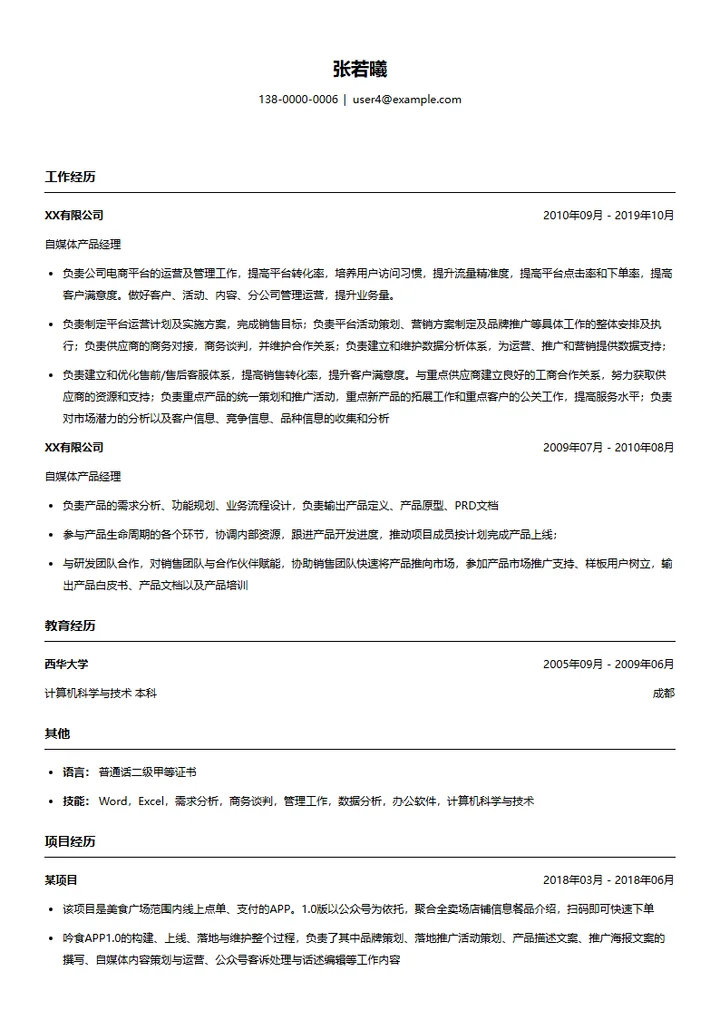 张若曦
138-0000-0006 | user4@example.com
工作经历
XX有限公司 2010年09月 - 2019年10月
自媒体产品经理
• 负责公司电商平台的运营及管理工作，提高平台转化率，培养用户访问习惯，提升流量精准度，提高平台点击率和下单率，提高
客户满意度。做好客户、活动、内容、分公司管理运营，提升业务量。
• 负责制定平台运营计划及实施方案，完成销售目标；负责平台活动策划、营销方案制定及品牌推广等具体工作的整体安排及执
行；负责供应商的商务对接，商务谈判，并维护合作关系；负责建立和维护数据分析体系，为运营、推广和营销提供数据支持；
• 负责建立和优化售前/售后客服体系，提高销售转化率，提升客户满意度。与重点供应商建立良好的工商合作关系，努力获取供
应商的资源和支持；负责重点产品的统一策划和推广活动，重点新产品的拓展工作和重点客户的公关工作，提高服务水平；负责
对市场潜力的分析以及客户信息、竞争信息、品种信息的收集和分析
XX有限公司 2009年07月 - 2010年08月
自媒体产品经理
• 负责产品的需求分析、功能规划、业务流程设计，负责输出产品定义、产品原型、PRD文档
• 参与产品生命周期的各个环节，协调内部资源，跟进产品开发进度，推动项目成员按计划完成产品上线；
• 与研发团队合作，对销售团队与合作伙伴赋能，协助销售团队快速将产品推向市场，参加产品市场推广支持、样板用户树立，输
出产品白皮书、产品文档以及产品培训
教育经历
西华大学 2005年09月 - 2009年06月
计算机科学与技术 本科 成都
其他
• 语言： 普通话二级甲等证书
• 技能： Word，Excel，需求分析，商务谈判，管理工作，数据分析，办公软件，计算机科学与技术
项目经历
某项目 2018年03月 - 2018年06月
• 该项目是美食广场范围内线上点单、支付的APP。1.0版以公众号为依托，聚合全卖场店铺信息餐品介绍，扫码即可快速下单
• 吟食APP1.0的构建、上线、落地与维护整个过程，负责了其中品牌策划、落地推广活动策划、产品描述文案、推广海报文案的
撰写、自媒体内容策划与运营、公众号客诉处理与话述编辑等工作内容